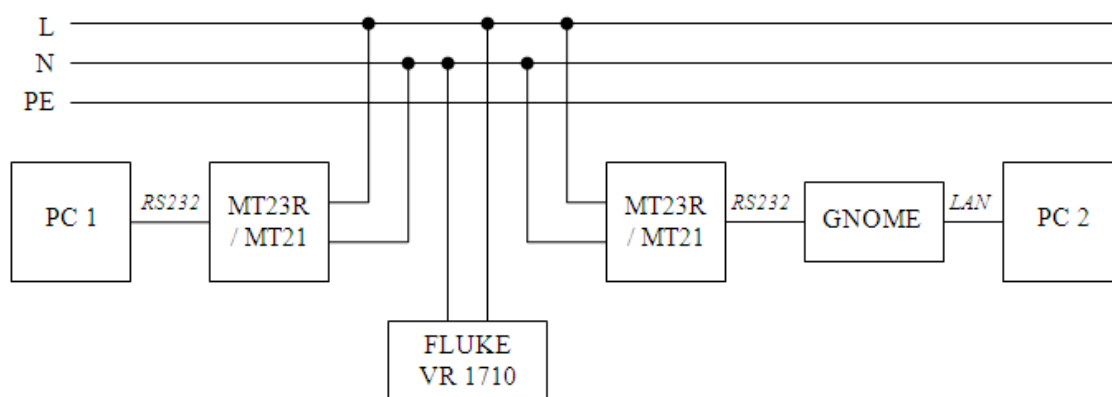 L
N
PE
PC 1
RS232
MT23R
/ MT21
FLUKE
VR 1710
MT23R
/ MT21
RS232
GNOME
LAN
PC 2